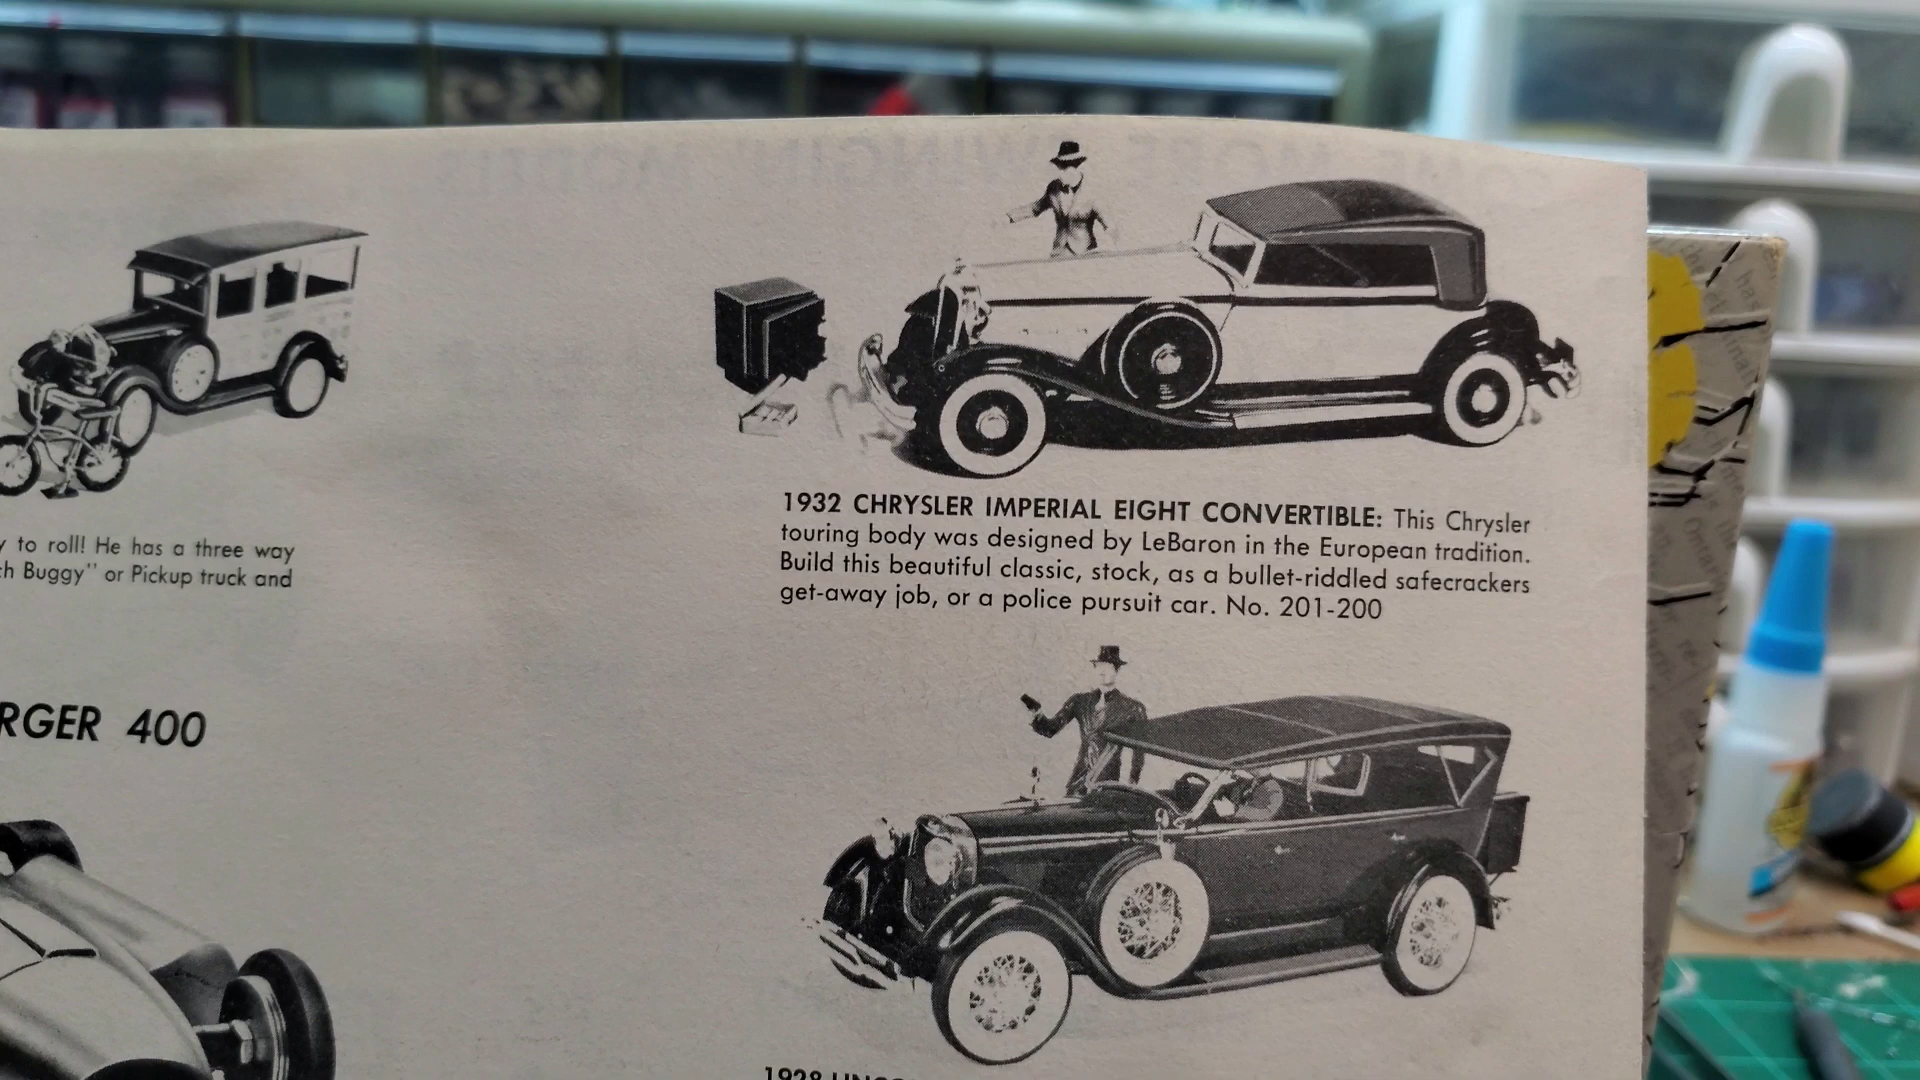 1932 CHRYSLER IMPERIAL EIGHT CONVERTIBLE: This Chrysler
touring body was designed by LeBaron in the European tradition.
Build this beautiful classic, stock, as a bullet-riddled safecrackers
get-away job, or a police pursuit car. No. 201-200
to roll! He has a three way
Buggy" or Pickup truck and
RGER 400
1928